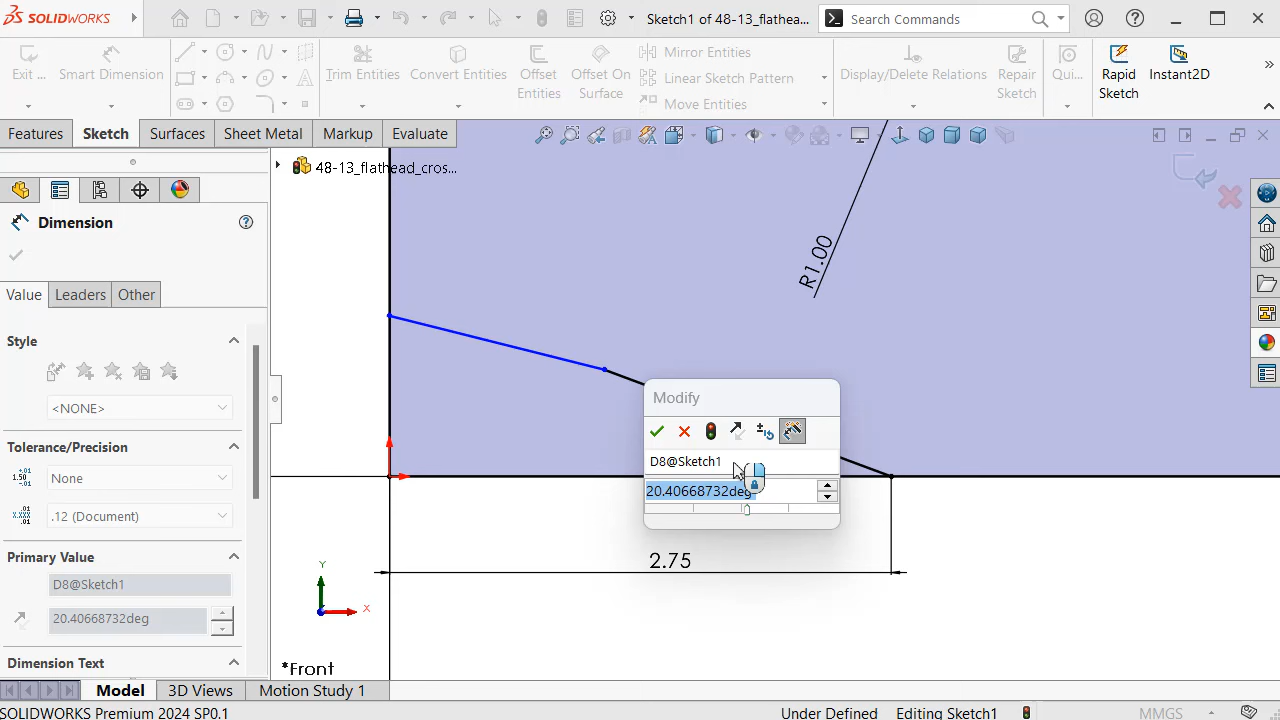 SOLIDWORKS
Sketch1 of 48-13_flathea...
Search Commands
Exit ...
Smart Dimension
Trim Entities
Convert Entities
Offset Entities
Offset On Surface
Mirror Entities
Linear Sketch Pattern
Move Entities
Display/Delete Relations
Repair Sketch
Qui...
Rapid Sketch
Instant2D
Features
Sketch
Surfaces
Sheet Metal
Markup
Evaluate
48-13_flathead_cros...
Dimension
Value
Leaders
Other
Style
<NONE>
Tolerance/Precision
None
.12 (Document)
Primary Value
D8@Sketch1
20.40668732deg
Dimension Text
R1.00
Modify
D8@Sketch1
20.40668732deg
2.75
Y
X
*Front
Model
3D Views
Motion Study 1
SOLIDWORKS Premium 2024 SP0.1
Under Defined
Editing Sketch1
MMGS